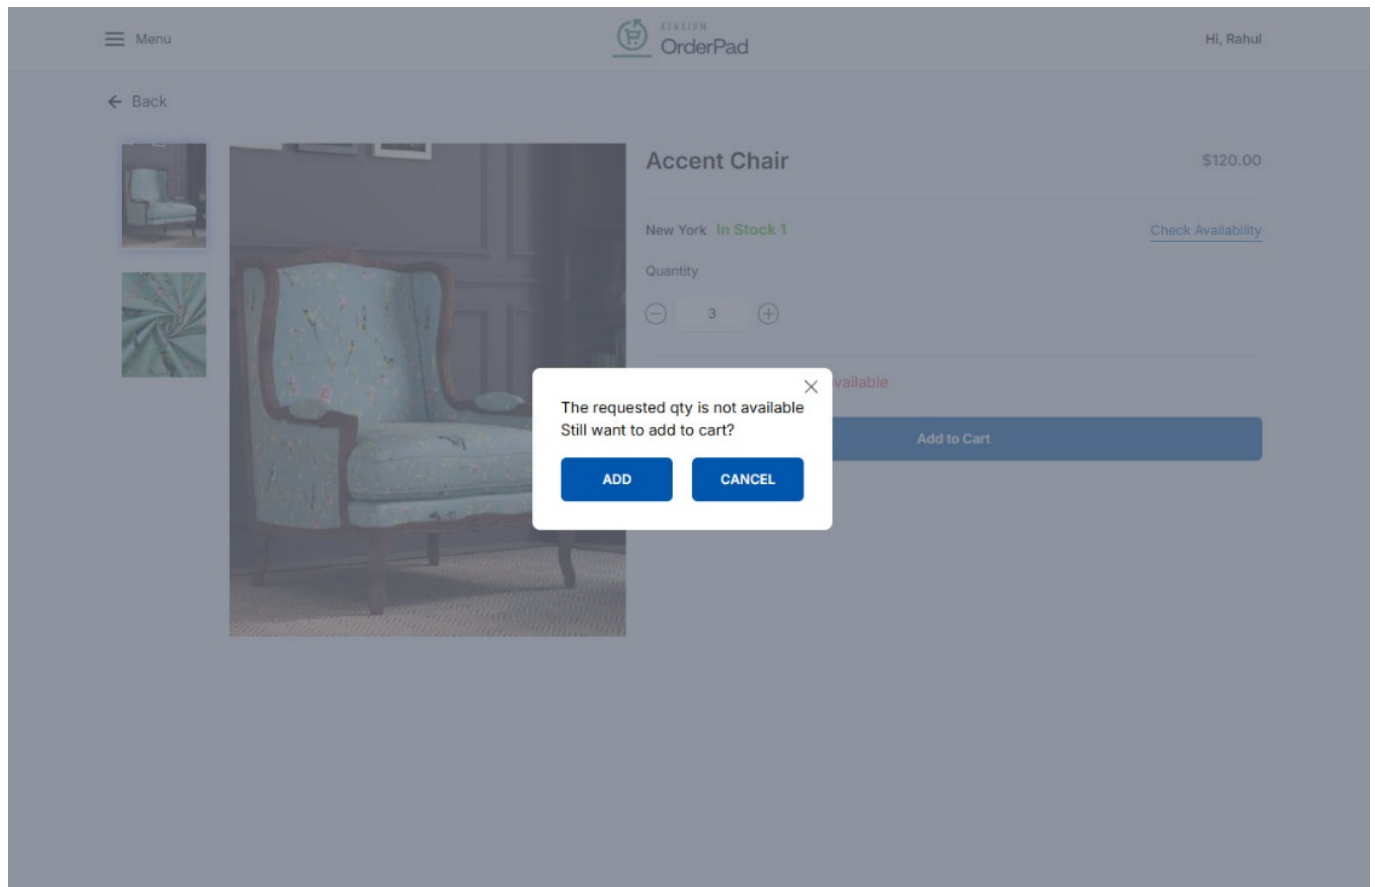 Menu
KENSIUM
OrderPad
Hi, Rahul
Back
Accent Chair
$120.00
New York In Stock 1
Check Availability
Quantity
3
vailable
The requested qty is not available
Still want to add to cart?
Add to Cart
ADD
CANCEL